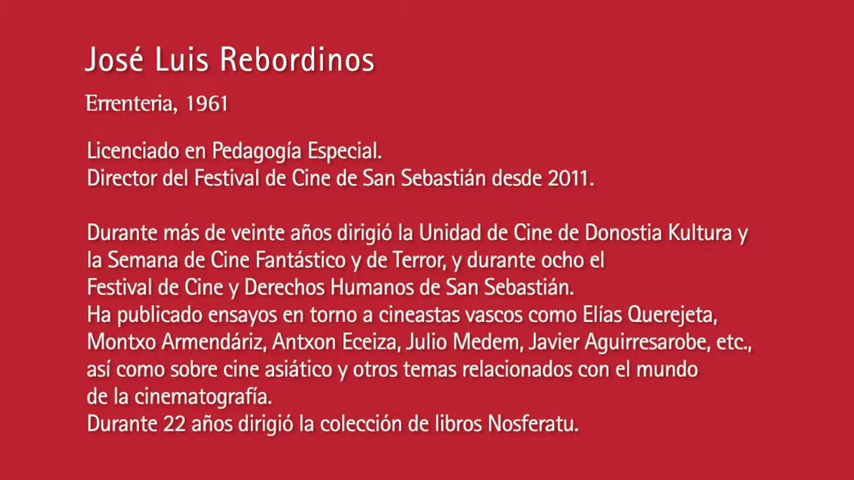 José Luis Rebordinos
Errenteria, 1961
Licenciado en Pedagogía Especial.
Director del Festival de Cine de San Sebastián desde 2011.
Durante más de veinte años dirigió la Unidad de Cine de Donostia Kultura y
la Semana de Cine Fantástico y de Terror, y durante ocho el
Festival de Cine y Derechos Humanos de San Sebastián.
Ha publicado ensayos en torno a cineastas vascos como Elías Querejeta,
Montxo Armendáriz, Antxon Eceiza, Julio Medem, Javier Aguirresarobe, etc.,
así como sobre cine asiático y otros temas relacionados con el mundo
de la cinematografía.
Durante 22 años dirigió la colección de libros Nosferatu.